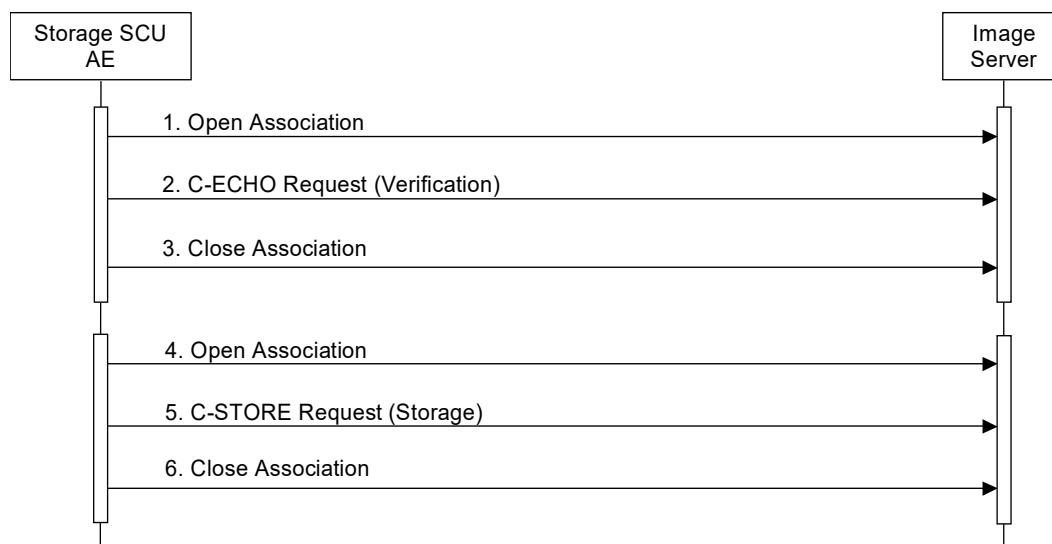 Storage SCU
AE
Image
Server
1. Open Association
2. C-ECHO Request (Verification)
3. Close Association
4. Open Association
5. C-STORE Request (Storage)
6. Close Association